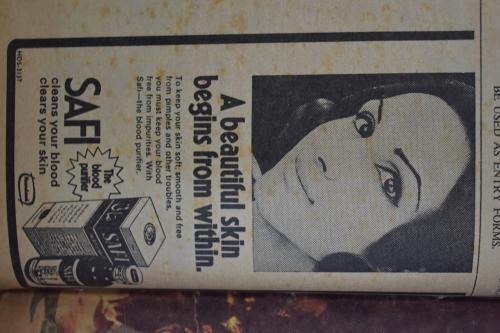 BE USED AS ENTRY FORMS.
A beautiful skin
begins from within.
To keep your skin soft, smooth and free
from pimples and other troubles,
you must keep your blood
free from impurities. With
Safi—the blood purifier.
SAFI
The
blood
purifier
cleans your blood
clears your skin
SAFI
HDS-3137